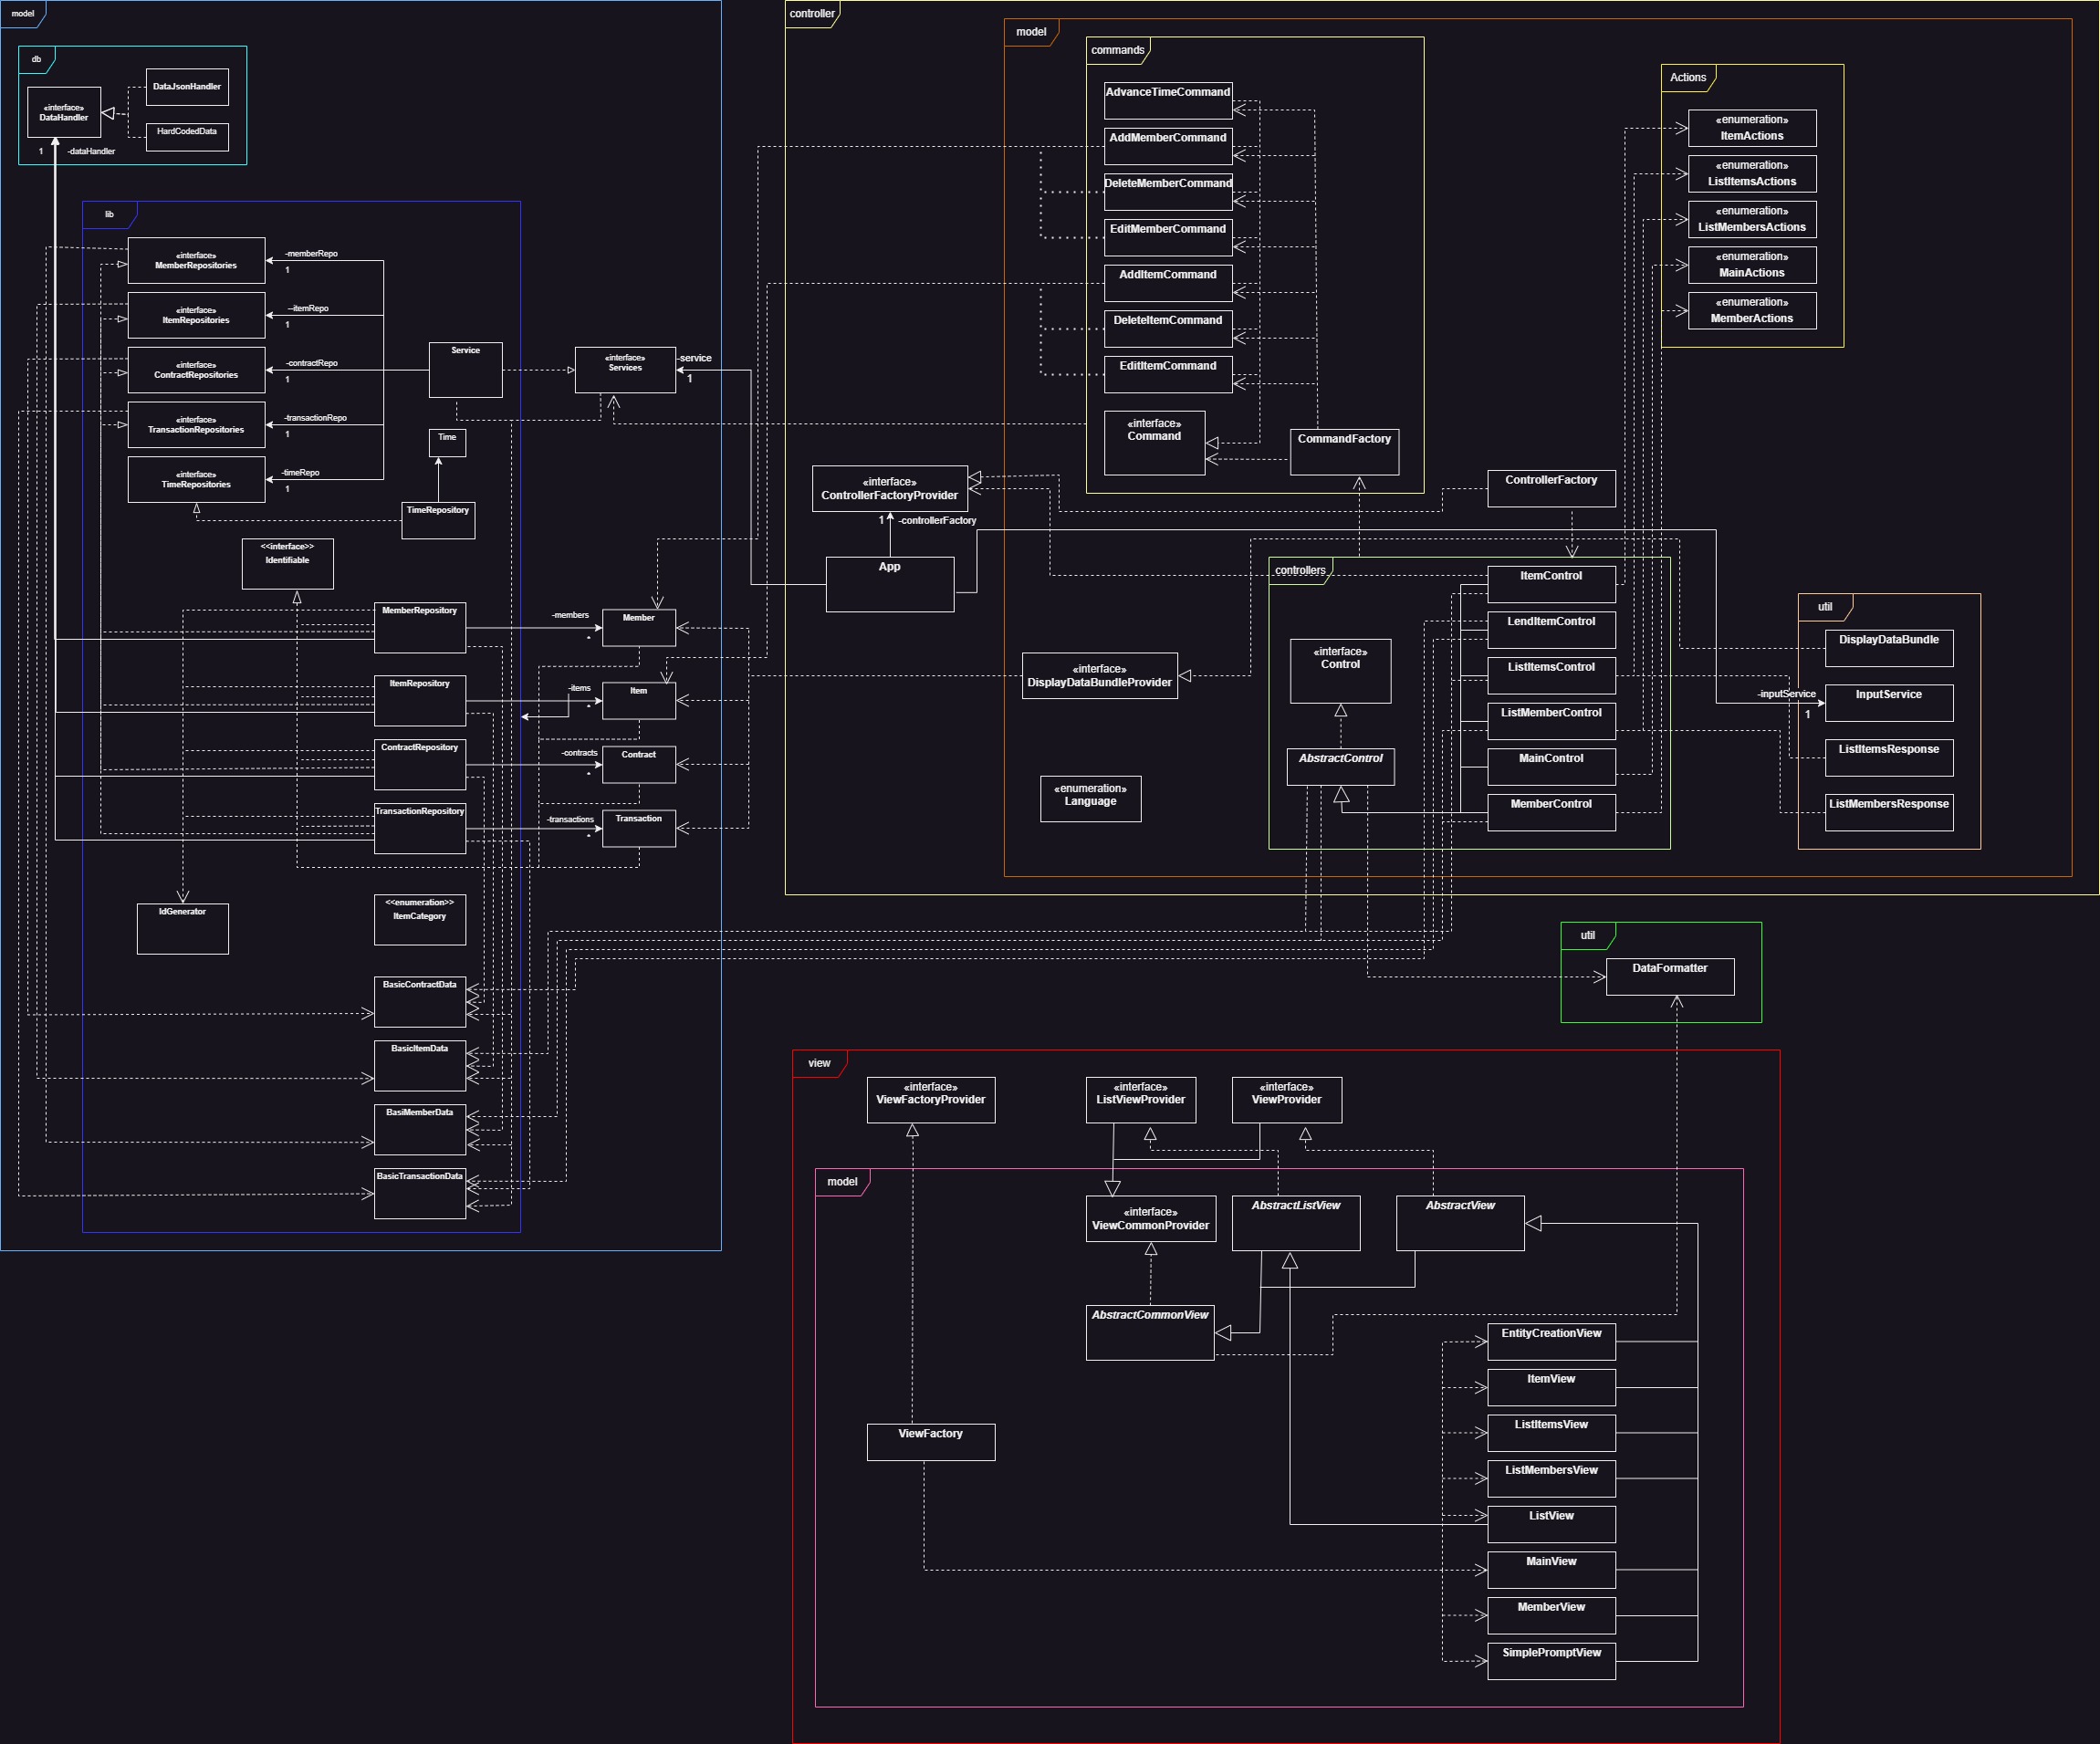 model
db
«interface»
DataHandler
DataJsonHandler
HardCodedData
1
-dataHandler
lib
«interface»
MemberRepositories
-memberRepo
1
«interface»
ItemRepositories
--itemRepo
1
«interface»
ContractRepositories
-contractRepo
1
«interface»
TransactionRepositories
-transactionRepo
1
«interface»
TimeRepositories
-timeRepo
1
Service
«interface»
Services
-service
1
Time
TimeRepository
<<interface>>
Identifiable
MemberRepository
-members
*
Member
ItemRepository
-items
*
Item
ContractRepository
-contracts
*
Contract
TransactionRepository
-transactions
*
Transaction
IdGenerator
<<enumeration>>
ItemCategory
BasicContractData
BasicItemData
BasiMemberData
BasicTransactionData
controller
model
commands
AdvanceTimeCommand
AddMemberCommand
DeleteMemberCommand
EditMemberCommand
AddItemCommand
DeleteItemCommand
EditItemCommand
«interface»
Command
CommandFactory
Actions
«enumeration»
ItemActions
«enumeration»
ListItemsActions
«enumeration»
ListMembersActions
«enumeration»
MainActions
«enumeration»
MemberActions
«interface»
ControllerFactoryProvider
1
-controllerFactory
App
ControllerFactory
controllers
ItemControl
LendItemControl
ListItemsControl
ListMemberControl
MainControl
MemberControl
«interface»
Control
AbstractControl
«interface»
DisplayDataBundleProvider
«enumeration»
Language
util
DisplayDataBundle
-inputService
1
InputService
ListItemsResponse
ListMembersResponse
util
DataFormatter
view
«interface»
ViewFactoryProvider
«interface»
ListViewProvider
«interface»
ViewProvider
model
«interface»
ViewCommonProvider
AbstractListView
AbstractView
AbstractCommonView
ViewFactory
EntityCreationView
ItemView
ListItemsView
ListMembersView
ListView
MainView
MemberView
SimplePromptView